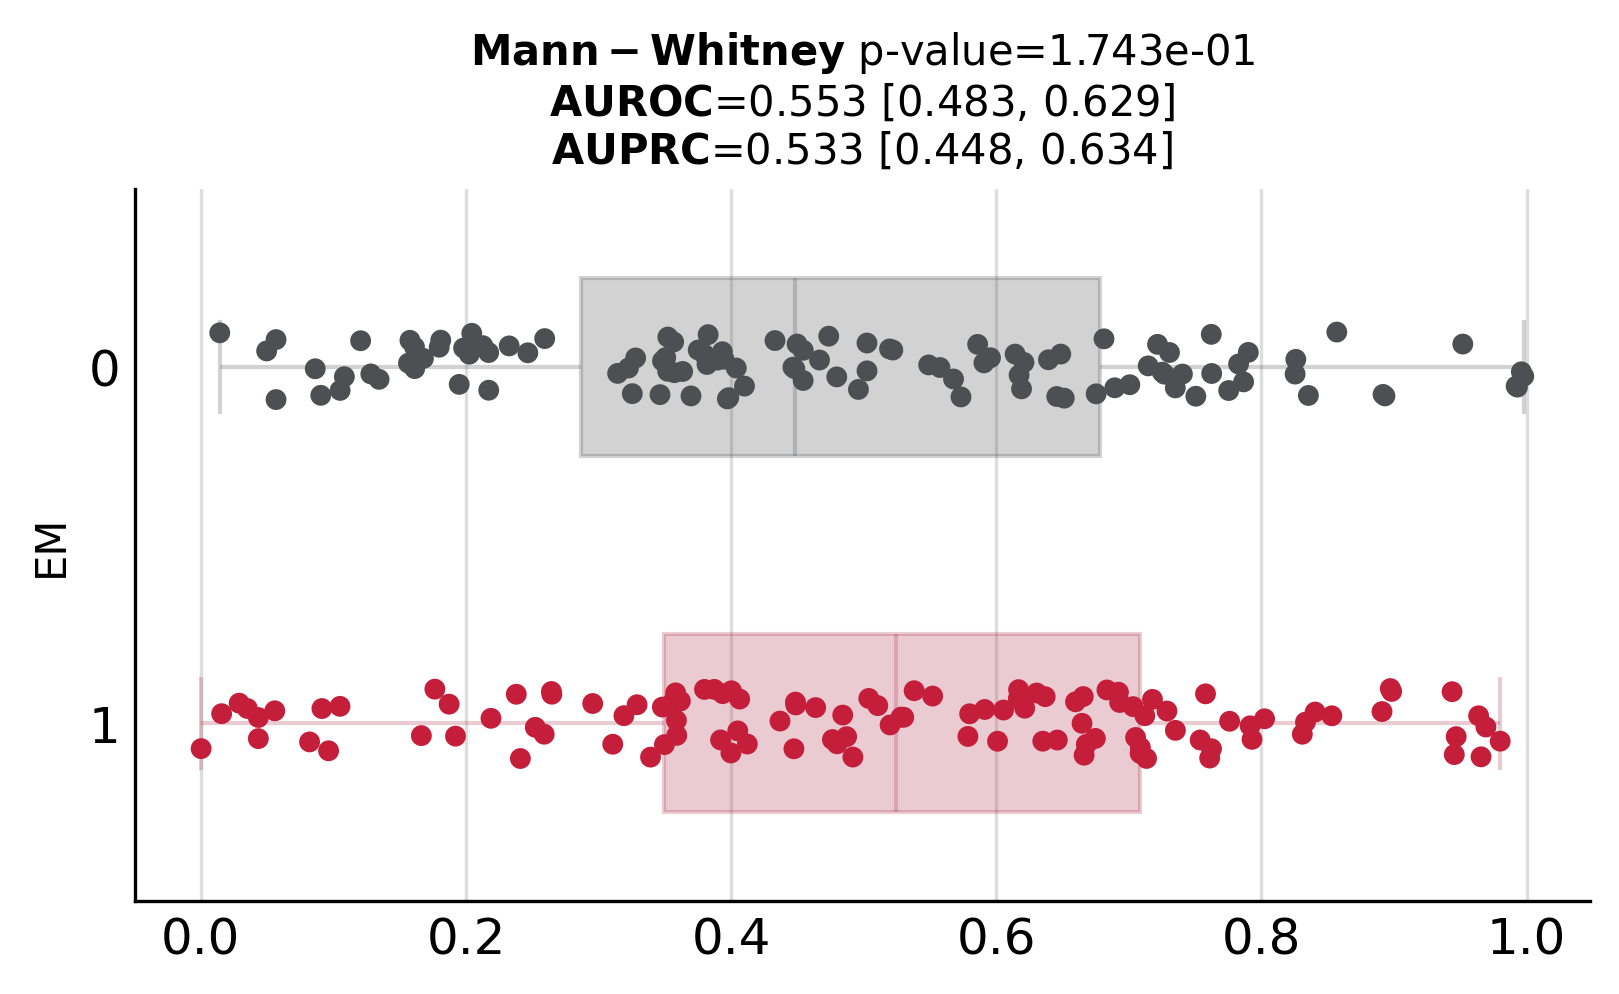 Mann − Whitney p-value=1.743e-01
AUROC=0.553 [0.483, 0.629]
AUPRC=0.533 [0.448, 0.634]
0
EM
1
0.0 0.2 0.4 0.6 0.8 1.0